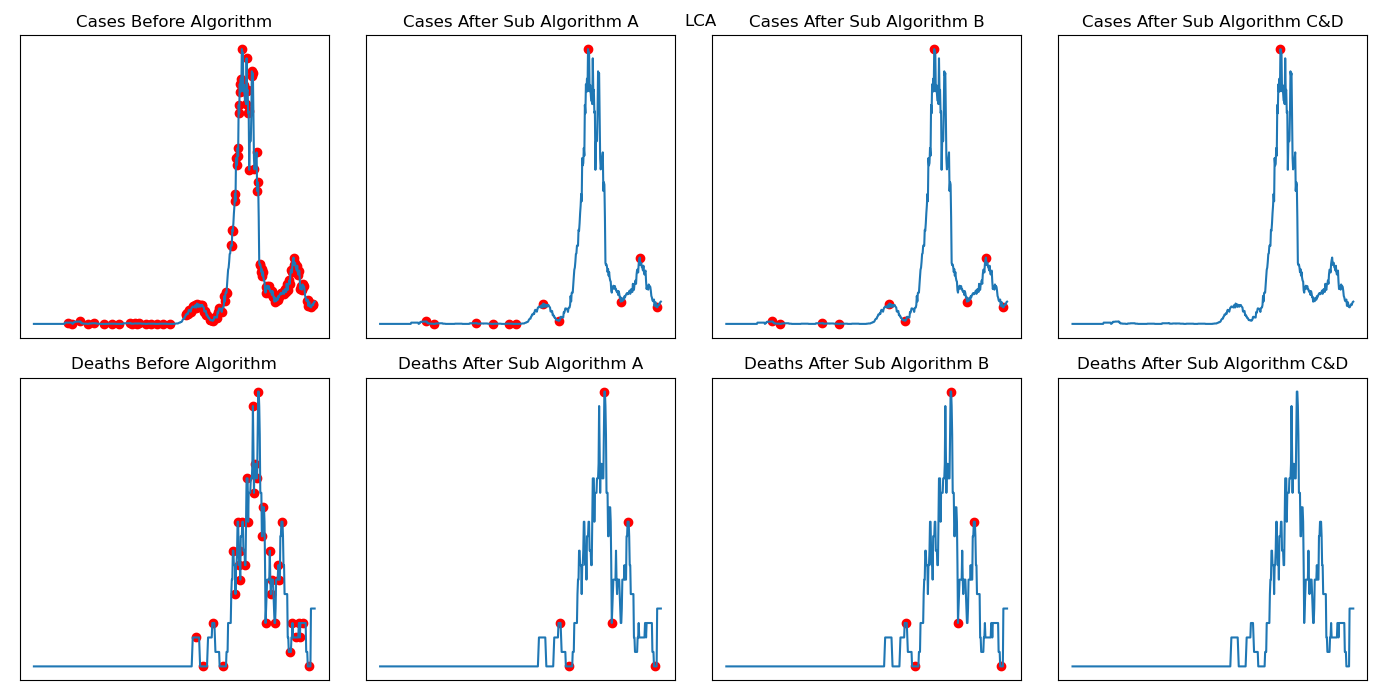 LCA
Cases Before Algorithm
Cases After Sub Algorithm A
Cases After Sub Algorithm B
Cases After Sub Algorithm C&D
Deaths Before Algorithm
Deaths After Sub Algorithm A
Deaths After Sub Algorithm B
Deaths After Sub Algorithm C&D